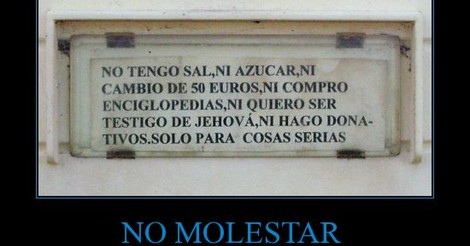 NO TENGO SAL,NI AZUCAR,NI
CAMBIO DE 50 EUROS,NI COMPRO
ENCIGLOPEDIAS,NI QUIERO SER
TESTIGO DE JEHOVÁ,NI HAGO DONA-
TIVOS.SOLO PARA COSAS SERIAS
NO MOLESTAR